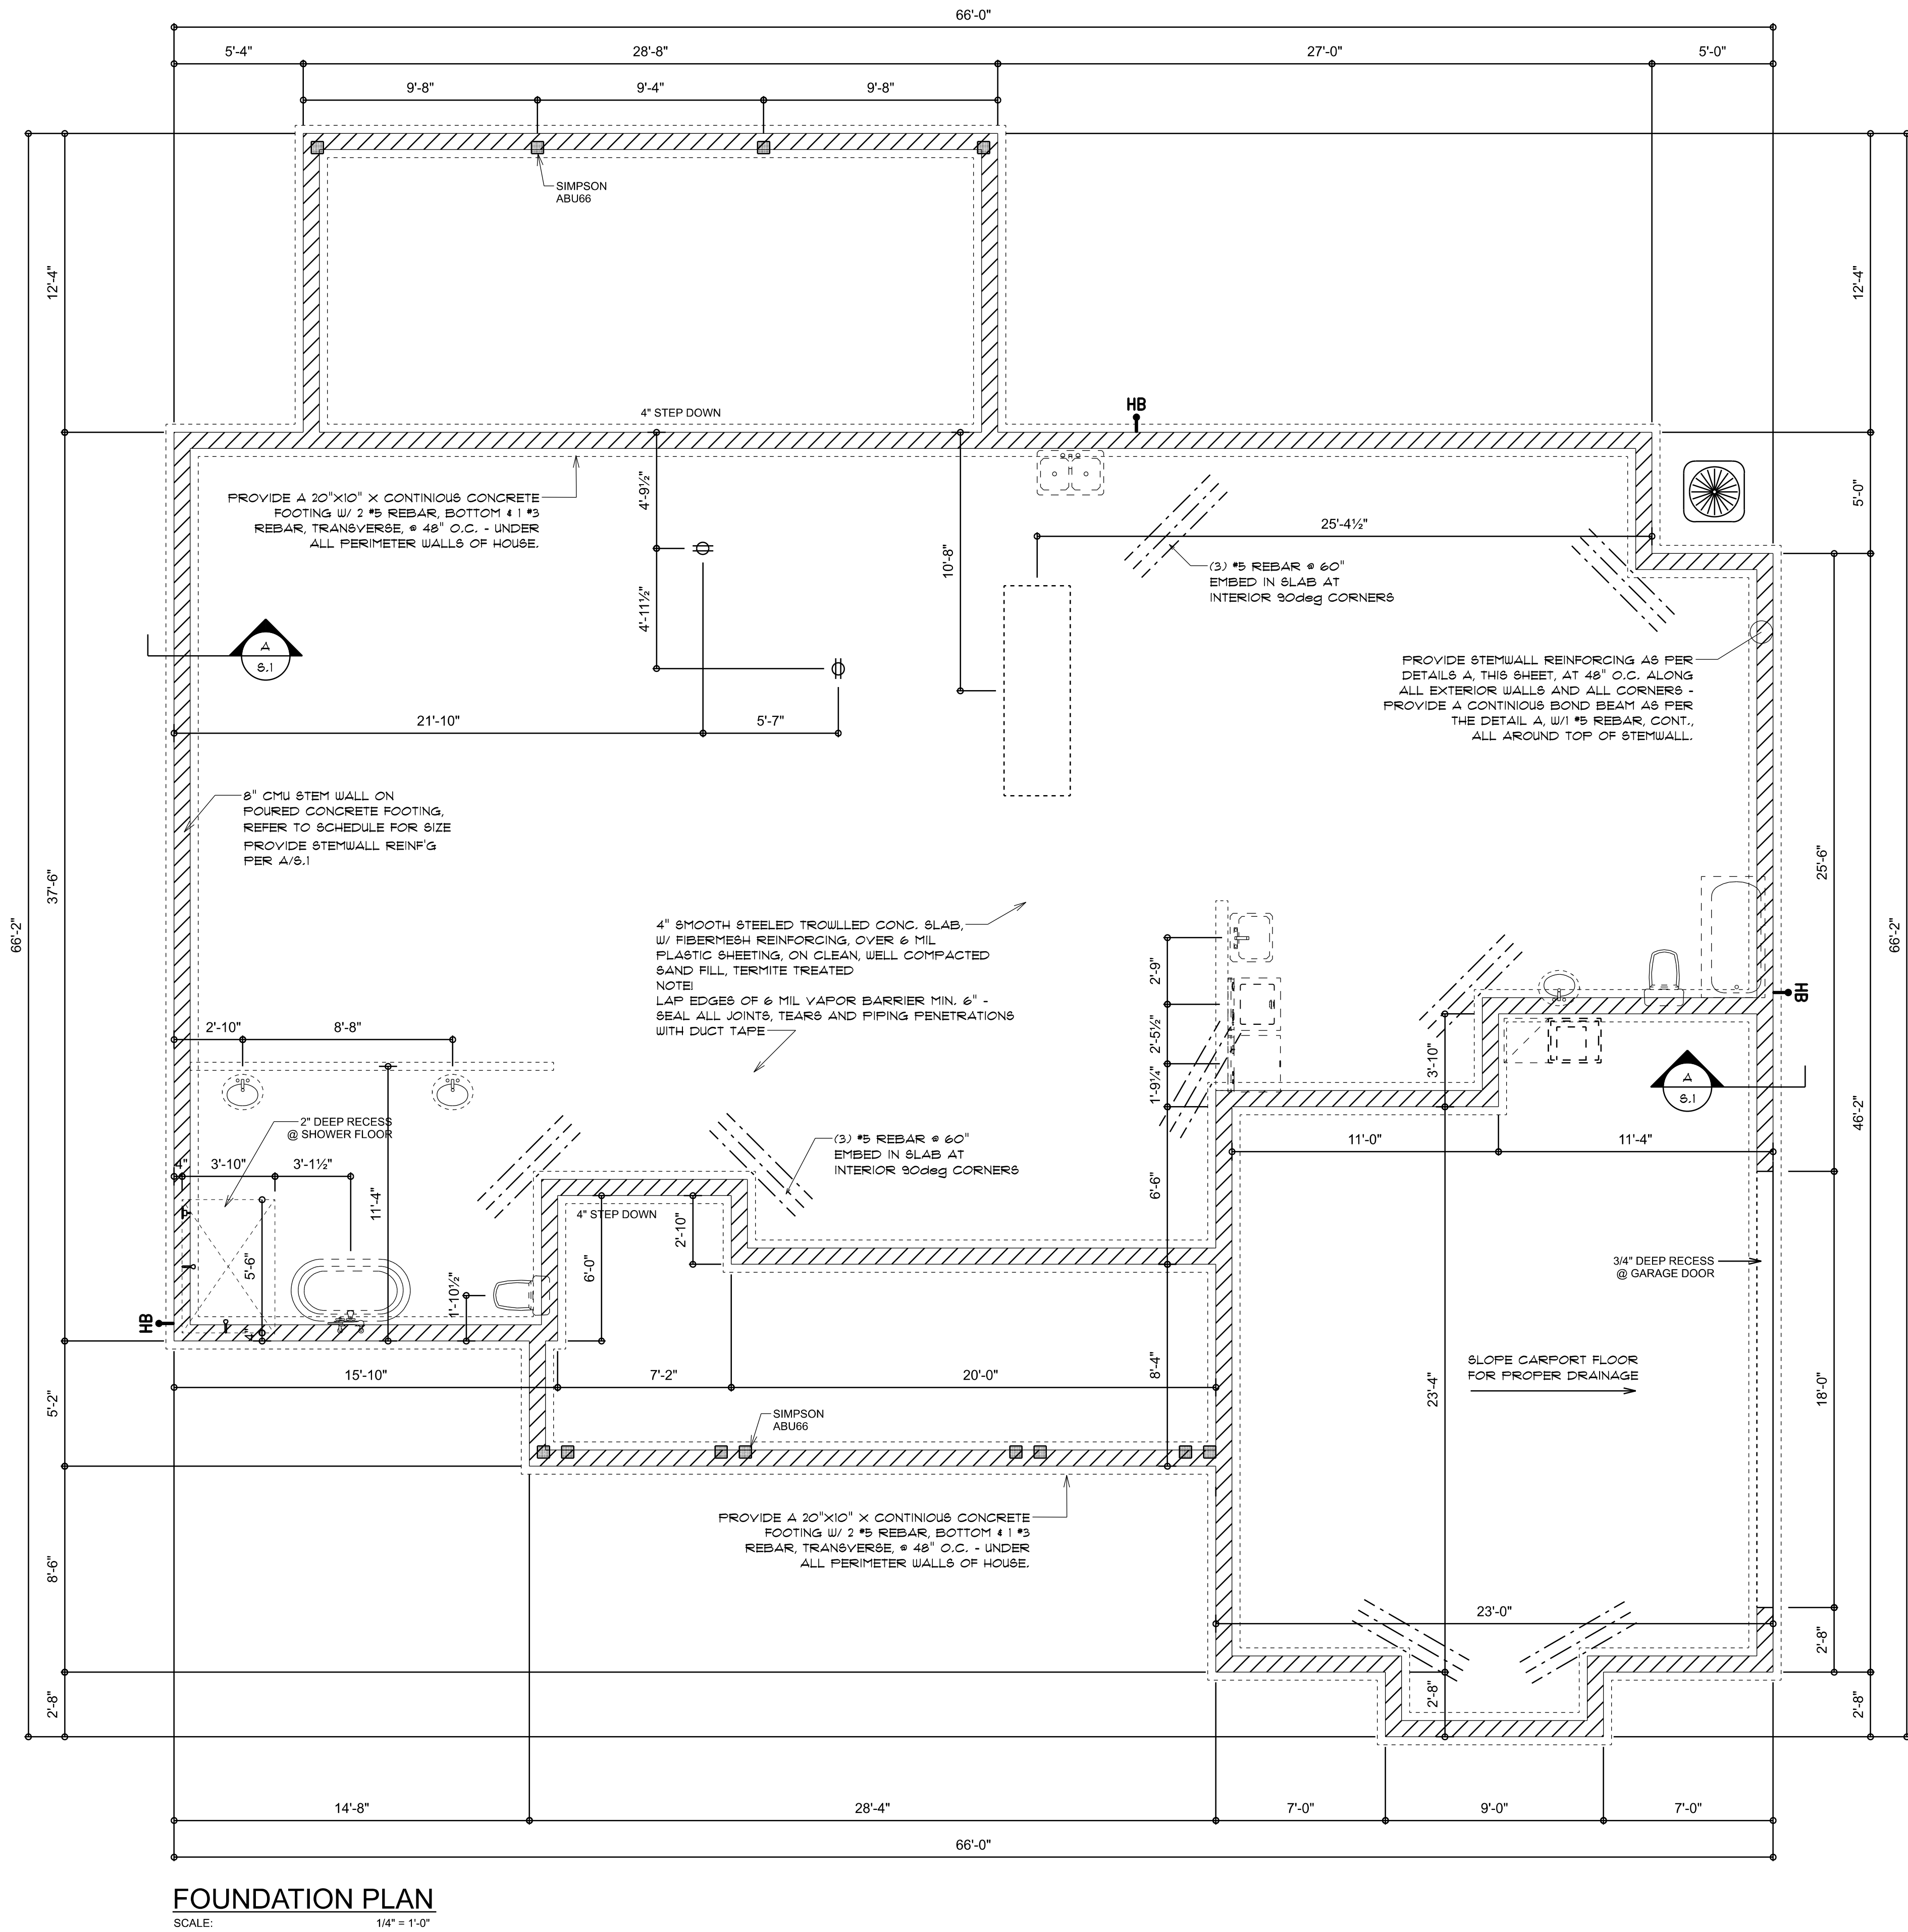 66'-0"
5'-4"
28'-8"
27'-0"
5'-0"
9'-8"
9'-4"
9'-8"
SIMPSON
ABU66
12'-4"
12'-4"
4" STEP DOWN
HB
PROVIDE A 20"X10" X CONTINIOUS CONCRETE
FOOTING W/ 2 #5 REBAR, BOTTOM & 1 #3
REBAR, TRANSVERSE, @ 48" O.C. - UNDER
ALL PERIMETER WALLS OF HOUSE.
4'-9½"
4'-11½"
10'-8"
25'-4½"
5'-0"
(3) #5 REBAR @ 60"
EMBED IN SLAB AT
INTERIOR 90deg CORNERS
A
S.1
21'-10"
5'-7"
PROVIDE STEMWALL REINFORCING AS PER
DETAILS A, THIS SHEET, AT 48" O.C. ALONG
ALL EXTERIOR WALLS AND ALL CORNERS -
PROVIDE A CONTINIOUS BOND BEAM AS PER
THE DETAIL A, W/1 #5 REBAR, CONT.,
ALL AROUND TOP OF STEMWALL.
8" CMU STEM WALL ON
POURED CONCRETE FOOTING,
REFER TO SCHEDULE FOR SIZE
PROVIDE STEMWALL REINF'G
PER A/S.1
37'-6"
66'-2"
25'-6"
66'-2"
4" SMOOTH STEELED TROWLLED CONC. SLAB,
W/ FIBERMESH REINFORCING, OVER 6 MIL
PLASTIC SHEETING, ON CLEAN, WELL COMPACTED
SAND FILL, TERMITE TREATED
NOTE!
LAP EDGES OF 6 MIL VAPOR BARRIER MIN. 6" -
SEAL ALL JOINTS, TEARS AND PIPING PENETRATIONS
WITH DUCT TAPE
2'-9"
2'-5½"
1'-9¼"
HB
2'-10"
8'-8"
3'-10"
A
S.1
46'-2"
2" DEEP RECESS
@ SHOWER FLOOR
(3) #5 REBAR @ 60"
EMBED IN SLAB AT
INTERIOR 90deg CORNERS
11'-0"
11'-4"
4"
3'-10"
3'-1½"
11'-4"
6'-6"
4" STEP DOWN
2'-10"
6'-0"
5'-6"
1'-10½"
3/4" DEEP RECESS
@ GARAGE DOOR
HB
4"
15'-10"
7'-2"
20'-0"
8'-4"
23'-4"
SLOPE CARPORT FLOOR
FOR PROPER DRAINAGE
18'-0"
5'-2"
SIMPSON
ABU66
PROVIDE A 20"X10" X CONTINIOUS CONCRETE
FOOTING W/ 2 #5 REBAR, BOTTOM & 1 #3
REBAR, TRANSVERSE, @ 48" O.C. - UNDER
ALL PERIMETER WALLS OF HOUSE.
8'-6"
23'-0"
2'-8"
2'-8"
2'-8"
2'-8"
14'-8"
28'-4"
7'-0"
9'-0"
7'-0"
66'-0"
FOUNDATION PLAN
SCALE: 1/4" = 1'-0"